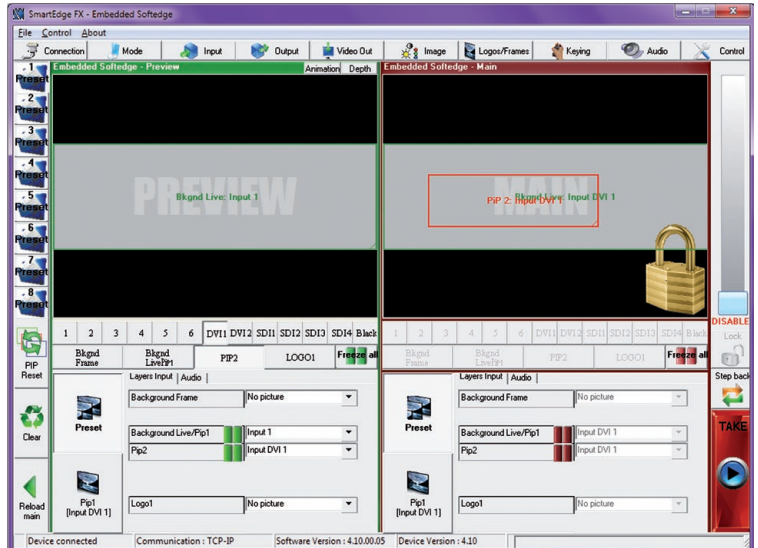 SmartEdge FX - Embedded Softedge
File Control About
Connection Mode Input Output Video Out Image Logos/Frames Keying Audio Control
1 Preset
2 Preset
3 Preset
4 Preset
5 Preset
6 Preset
7 Preset
8 Preset
PIP Reset
Clear
Reload main
Embedded Softedge - Preview Animation Depth
PREVIEW
Bkgnd Live: Input 1
1 2 3 4 5 6 DVI1 DVI2 SDI1 SDI2 SDI3 SDI4 Black
Bkgnd Frame Bkgnd Live/Pip1 PIP2 LOGO1 Freeze all
Layers Input Audio
Preset
Pip1 [Input DVI 1]
Background Frame No picture
Background Live/Pip1 Input 1
Pip2 Input DVI 1
Logo1 No picture
Embedded Softedge - Main
MAIN
Bkgnd Live: Input DVI 1
PiP 2: Input DVI 1
1 2 3 4 5 6 DVI1 DVI2 SDI1 SDI2 SDI3 SDI4 Black
Bkgnd Frame Bkgnd Live/Pip1 PIP2 LOGO1 Freeze all
Layers Input Audio
Preset
Pip1 [Input DVI 1]
Background Frame No picture
Background Live/Pip1 Input DVI 1
Pip2 Input DVI 1
Logo1 No picture
DISABLE
Lock
Step back
TAKE
Device connected Communication : TCP-IP Software Version : 4.10.00.05 Device Version : 4.10